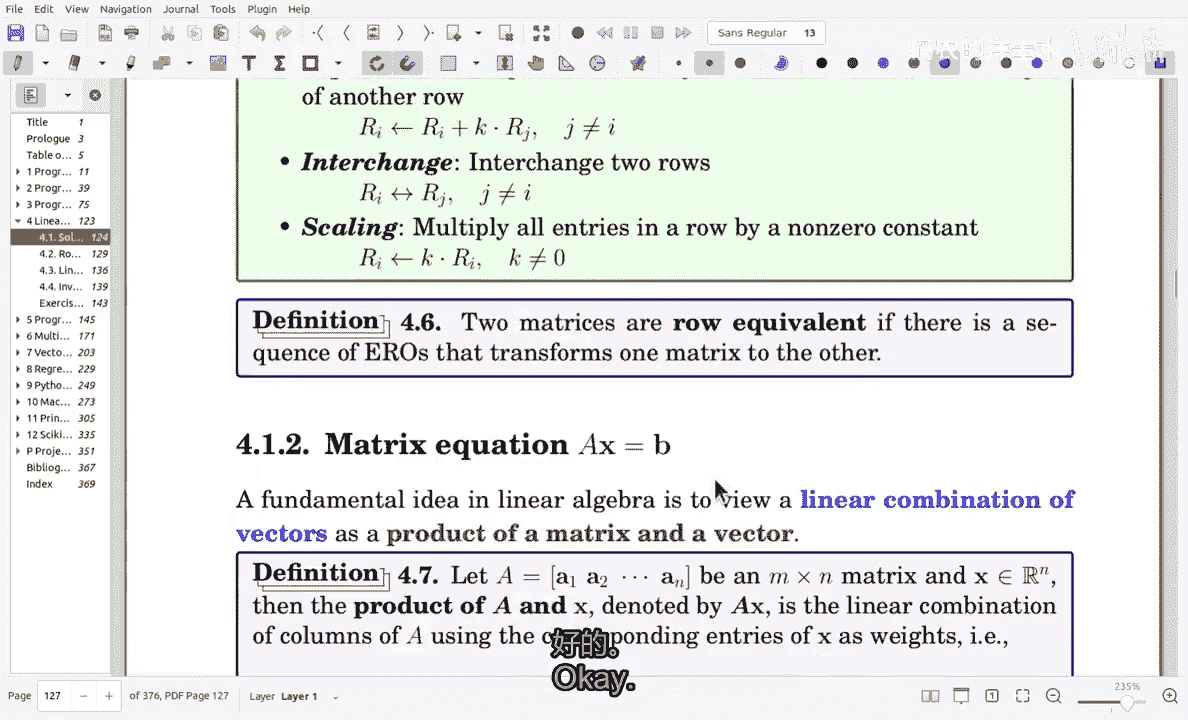 File Edit View Navigation Journal Tools Plugin Help
Sans Regular 13
Title 1
Prologue 3
Table o... 5
1 Progr... 11
2 Progr... 39
3 Progr... 75
4 Linea... 123
4.1. Sol... 124
4.2. Ro... 129
4.3. Lin... 136
4.4. Inv... 139
Exercis... 143
5 Progr... 145
6 Multi... 171
7 Vecto... 203
8 Regre... 229
9 Pytho... 249
10 Mac... 273
11 Prin... 305
12 Sciki... 335
P Proje... 351
Bibliog... 367
Index 369
of another row
R_i ← R_i + k · R_j, j ≠ i
• Interchange: Interchange two rows
R_i ↔ R_j, j ≠ i
• Scaling: Multiply all entries in a row by a nonzero constant
R_i ← k · R_i, k ≠ 0
Definition 4.6. Two matrices are row equivalent if there is a se-
quence of EROs that transforms one matrix to the other.
4.1.2. Matrix equation Ax = b
A fundamental idea in linear algebra is to view a linear combination of
vectors as a product of a matrix and a vector.
Definition 4.7. Let A = [a₁ a₂ ⋯ aₙ] be an m × n matrix and x ∈ ℝⁿ,
then the product of A and x, denoted by Ax, is the linear combination
of columns of A using the c ponding entries of x as weights, i.e.,
好的.
Okay.
Page 127 − + of 376, PDF Page 127 Layer Layer 1 235%